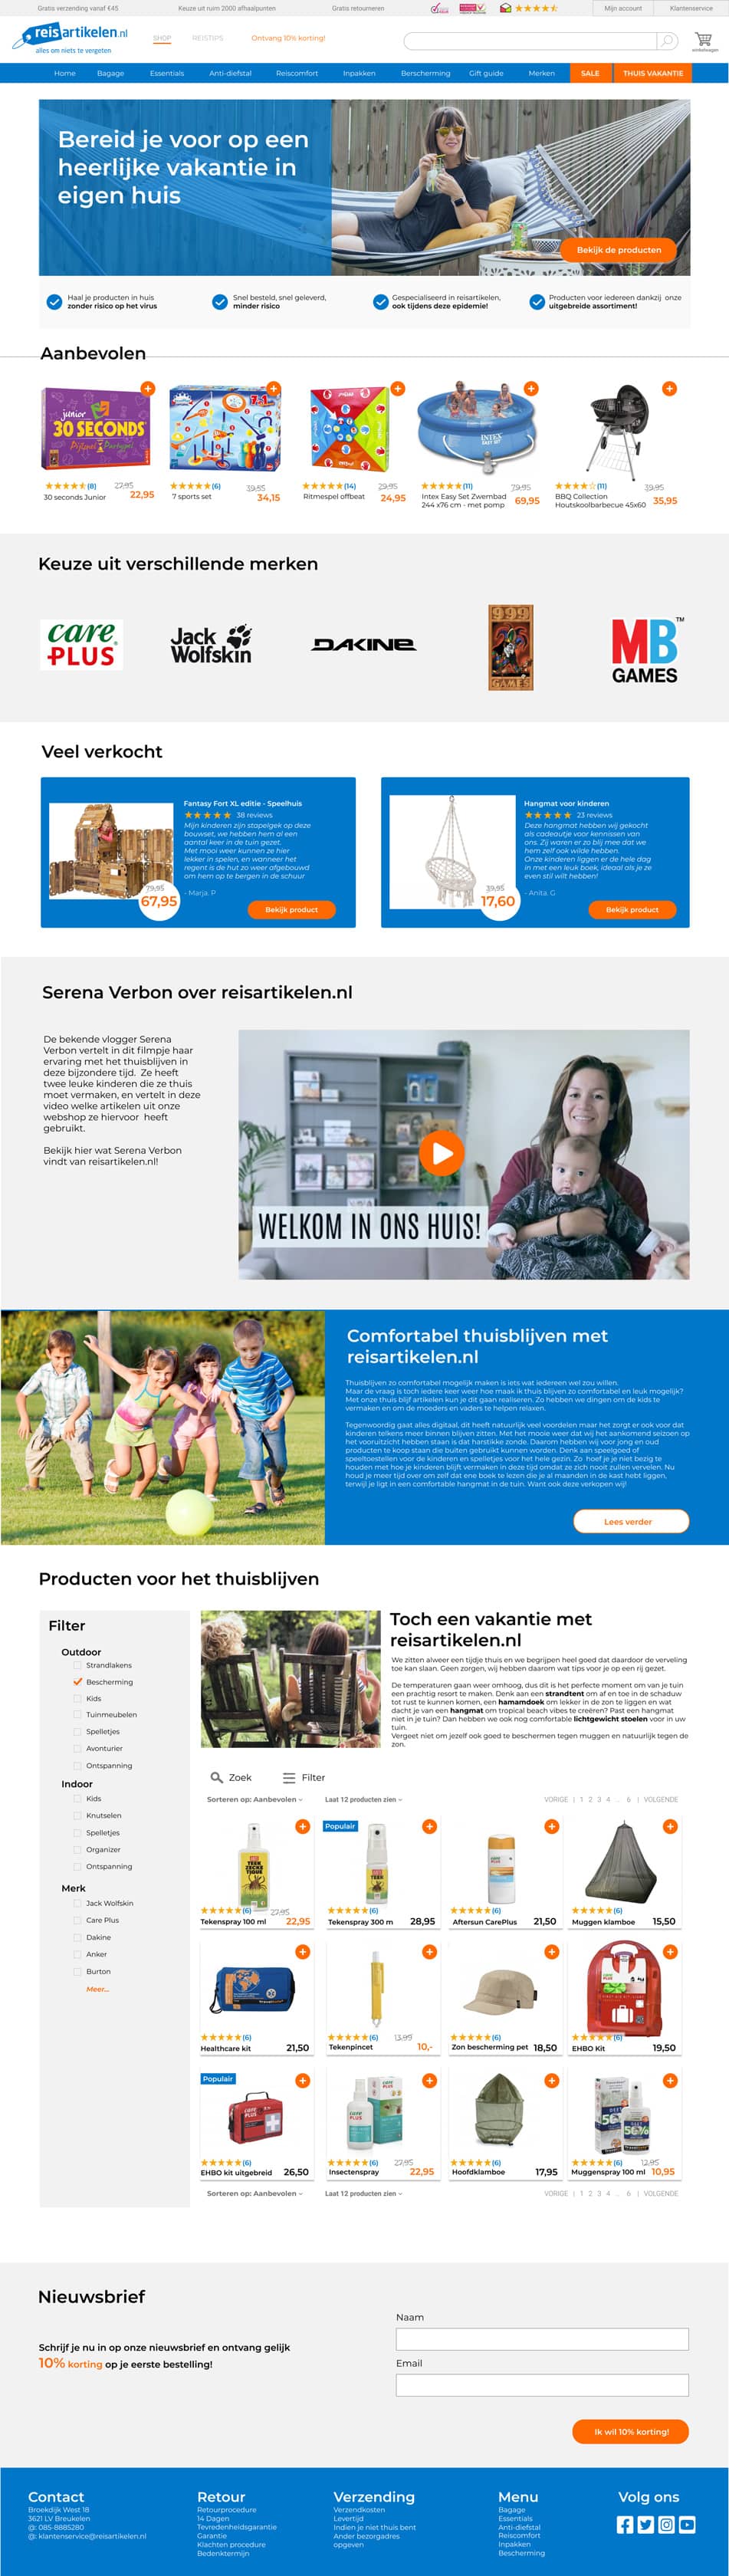 Gratis verzending vanaf €45
Keuze uit ruim 2000 afhaalpunten
Gratis retourneren
Mijn account
Klantenservice
reisartikelen.nl
alles om niets te vergeten
SHOP
REISTIPS
Ontvang 10% korting!
winkelwagen
Home
Bagage
Essentials
Anti-diefstal
Reiscomfort
Inpakken
Berscherming
Gift guide
Merken
SALE
THUIS VAKANTIE
Bereid je voor op een
heerlijke vakantie in
eigen huis
Bekijk de producten
Haal je producten in huis
zonder risico op het virus
Snel besteld, snel geleverd,
minder risico
Gespecialiseerd in reisartikelen,
ook tijdens deze epidemie!
Producten voor iedereen dankzij onze
uitgebreide assortiment!
Aanbevolen
junior
30 SECONDS
7in1
INTEX
EASY SET
(8)
27,95
30 seconds Junior
22,95
(6)
39,55
7 sports set
34,15
(14)
29,95
Ritmespel offbeat
24,95
(11)
79,95
Intex Easy Set Zwembad
244 x76 cm - met pomp
69,95
(11)
39,95
BBQ Collection
Houtskoolbarbecue 45x60
35,95
Keuze uit verschillende merken
care
PLUS
Jack
Wolfskin
DAKINE
999
GAMES
MB
GAMES
TM
Veel verkocht
Fantasy Fort XL editie - Speelhuis
38 reviews
Mijn kinderen zijn stapelgek op deze
bouwset, we hebben hem al een
aantel keer in de tuin gezet.
Met mooi weer kunnen ze hier
lekker in spelen, en wanneer het
regent is de hut zo weer afgebouwd
om hem op te bergen in de schuur
- Marja. P
79,95
67,95
Bekijk product
Hangmat voor kinderen
23 reviews
Deze hangmat hebben wij gekocht
als cadeautje voor kennissen van
ons. Zij waren er zo blij mee dat we
hem zelf ook wilde hebben.
Onze kinderen liggen er de hele dag
in met een leuk boek, ideaal als je ze
even stil wilt hebben!
- Anita. G
39,95
17,60
Bekijk product
Serena Verbon over reisartikelen.nl
De bekende vlogger Serena
Verbon vertelt in dit filmpje haar
ervaring met het thuisblijven in
deze bijzondere tijd. Ze heeft
twee leuke kinderen die ze thuis
moet vermaken, en vertelt in deze
video welke artikelen uit onze
webshop ze hiervoor heeft
gebruikt.
Bekijk hier wat Serena Verbon
vindt van reisartikelen.nl!
WELKOM IN ONS HUIS!
Comfortabel thuisblijven met
reisartikelen.nl
Thuisblijven zo comfortabel mogelijk maken is iets wat iedereen wel zou willen.
Maar de vraag is toch iedere keer weer hoe maak ik thuis blijven zo comfortabel en leuk mogelijk?
Met onze thuis blijf artikelen kun je dit gaan realiseren. Zo hebben we dingen om de kids te
vermaken en om de moeders en vaders te helpen relaxen.
Tegenwoordig gaat alles digitaal, dit heeft natuurlijk veel voordelen maar het zorgt er ook voor dat
kinderen telkens meer binnen blijven zitten. Met het mooie weer dat wij het aankomend seizoen op
het vooruitzicht hebben staan is dat harstikke zonde. Daarom hebben wij voor jong en oud
producten te koop staan die buiten gebruikt kunnen worden. Denk aan speelgoed of
speeltoestellen voor de kinderen en spelletjes voor het hele gezin. Zo hoef je je niet bezig te
houden met hoe je kinderen blijft vermaken in deze tijd omdat ze zich nooit zullen vervelen. Nu
houd je meer tijd over om zelf dat ene boek te lezen die je al maanden in de kast hebt liggen,
terwijl je ligt in een comfortable hangmat in de tuin. Want ook deze verkopen wij!
Lees verder
Producten voor het thuisblijven
Filter
Outdoor
Strandlakens
Bescherming
Kids
Tuinmeubelen
Spelletjes
Avonturier
Ontspanning
Indoor
Kids
Knutselen
Spelletjes
Organizer
Ontspanning
Merk
Jack Wolfskin
Care Plus
Dakine
Anker
Burton
Meer...
Toch een vakantie met
reisartikelen.nl
We zitten alweer een tijdje thuis en we begrijpen heel goed dat daardoor de verveling
toe kan slaan. Geen zorgen, wij hebben daarom wat tips voor je op een rij gezet.
De temperaturen gaan weer omhoog, dus dit is het perfecte moment om van je tuin
een prachtig resort te maken. Denk aan een strandtent om af en toe in de schaduw
tot rust te kunnen komen, een hamamdoek om lekker in de zon te liggen en wat
dacht je van een hangmat om tropical beach vibes te creëren? Past een hangmat
niet in je tuin? Dan hebben we ook nog comfortable lichtgewicht stoelen voor in uw
tuin.
Vergeet niet om jezelf ook goed te beschermen tegen muggen en natuurlijk tegen de
zon.
Zoek
Filter
Sorteren op: Aanbevolen
Laat 12 producten zien
VORIGE | 1 2 3 4 .. 6 | VOLGENDE
Populair
(6)
27,95
Tekenspray 100 ml
22,95
(6)
Tekenspray 300 m
28,95
(6)
Aftersun CarePlus
21,50
(6)
Muggen klamboe
15,50
(6)
Healthcare kit
21,50
(6)
13,99
Tekenpincet
10,-
(6)
Zon bescherming pet
18,50
(6)
EHBO Kit
19,50
Populair
(6)
EHBO kit uitgebreid
26,50
(6)
27,95
Insectenspray
22,95
(6)
Hoofdklamboe
17,95
(6)
12,95
Muggenspray 100 ml
10,95
Sorteren op: Aanbevolen
Laat 12 producten zien
VORIGE | 1 2 3 4 .. 6 | VOLGENDE
Nieuwsbrief
Schrijf je nu in op onze nieuwsbrief en ontvang gelijk
10% korting op je eerste bestelling!
Naam
Email
Ik wil 10% korting!
Contact
Broekdijk West 18
3621 LV Breukelen
@: 085-8885280
@: klantenservice@reisartikelen.nl
Retour
Retourprocedure
14 Dagen
Tevredenheidsgarantie
Garantie
Klachten procedure
Bedenktermijn
Verzending
Verzendkosten
Levertijd
Indien je niet thuis bent
Ander bezorgadres
opgeven
Menu
Bagage
Essentials
Anti-diefstal
Reiscomfort
Inpakken
Bescherming
Volg ons